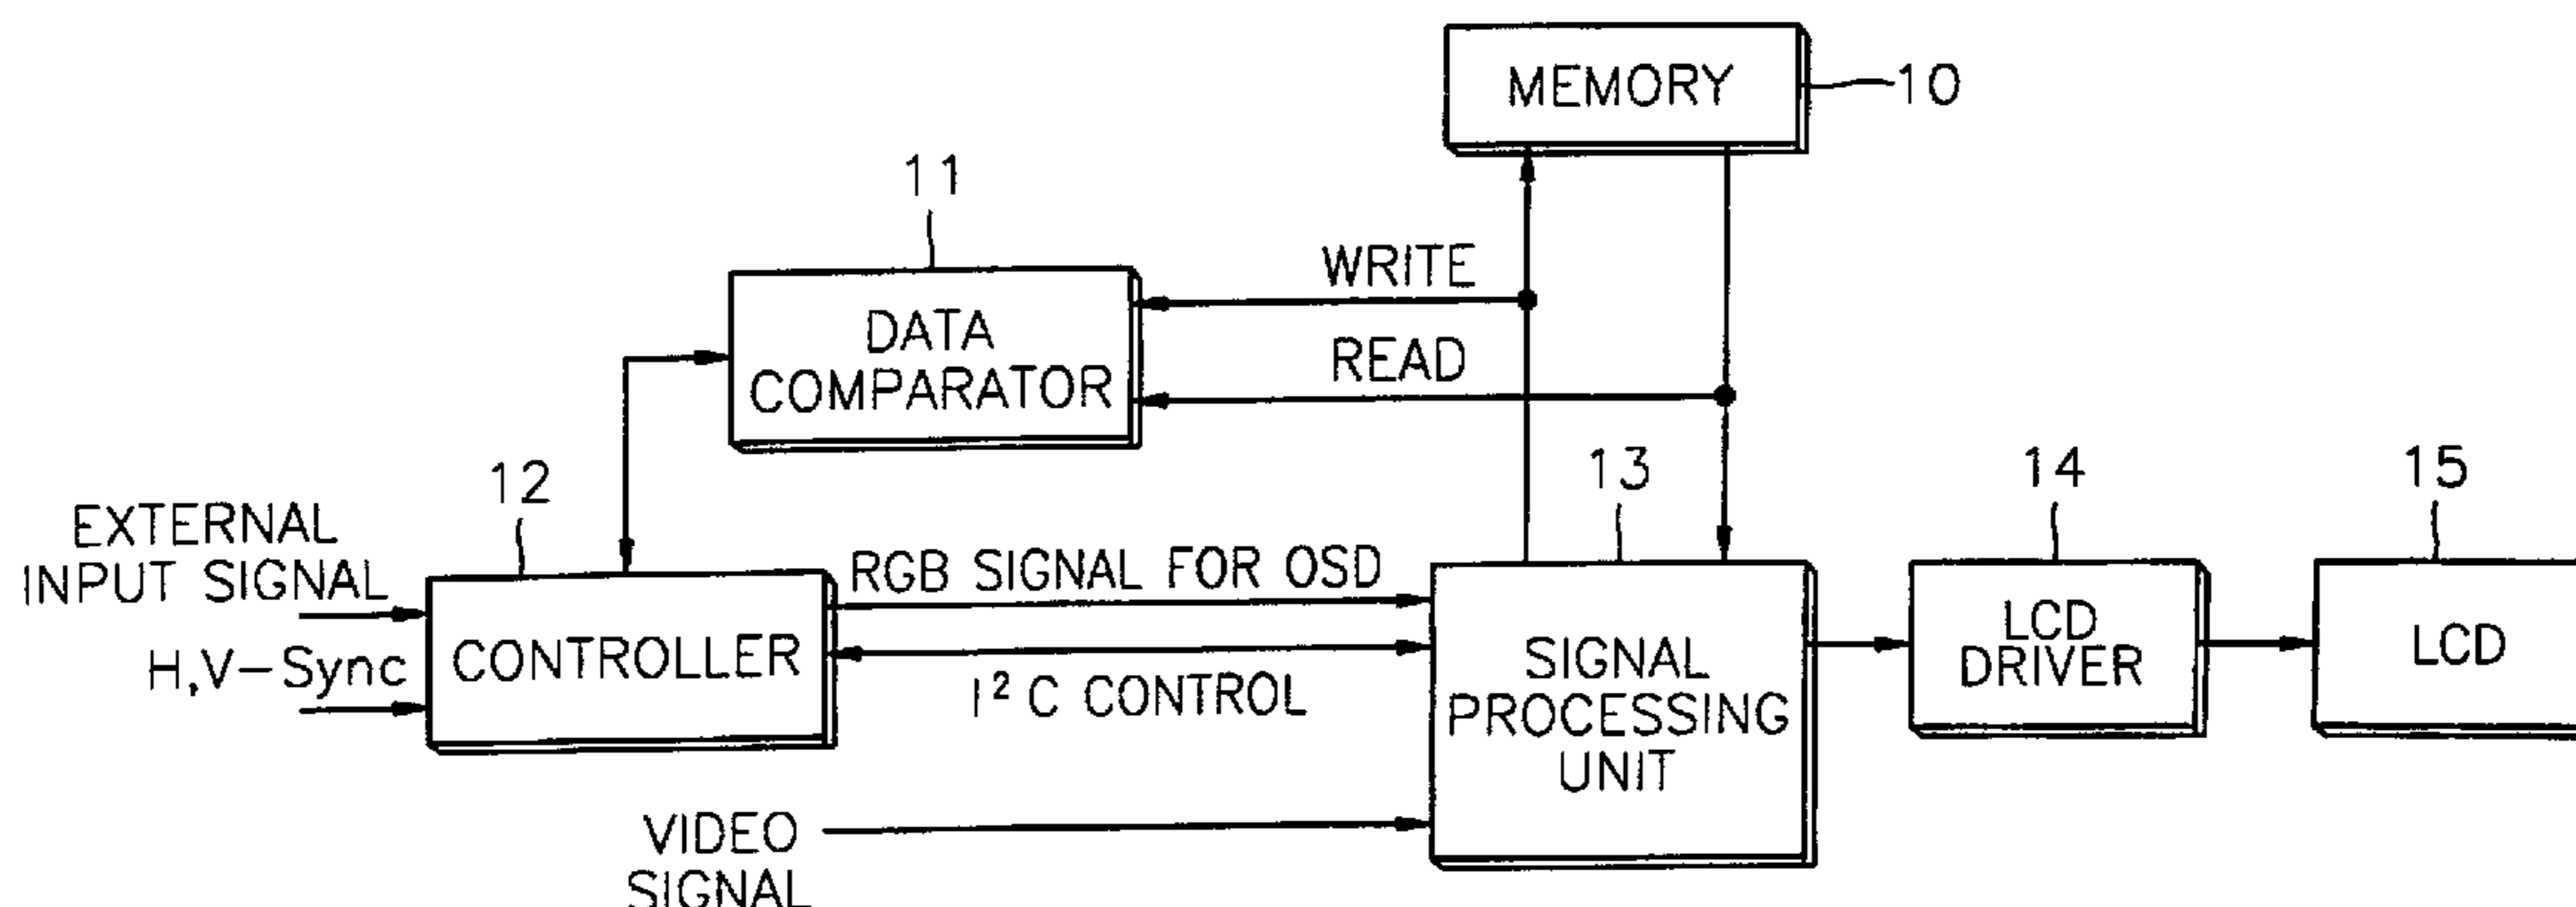 MEMORY
10
11
WRITE
DATA
COMPARATOR
READ
12
13
14
15
EXTERNAL
INPUT SIGNAL
H,V-Sync
CONTROLLER
RGB SIGNAL FOR OSD
I² C CONTROL
SIGNAL
PROCESSING
UNIT
LCD
DRIVER
LCD
VIDEO
SIGNAL